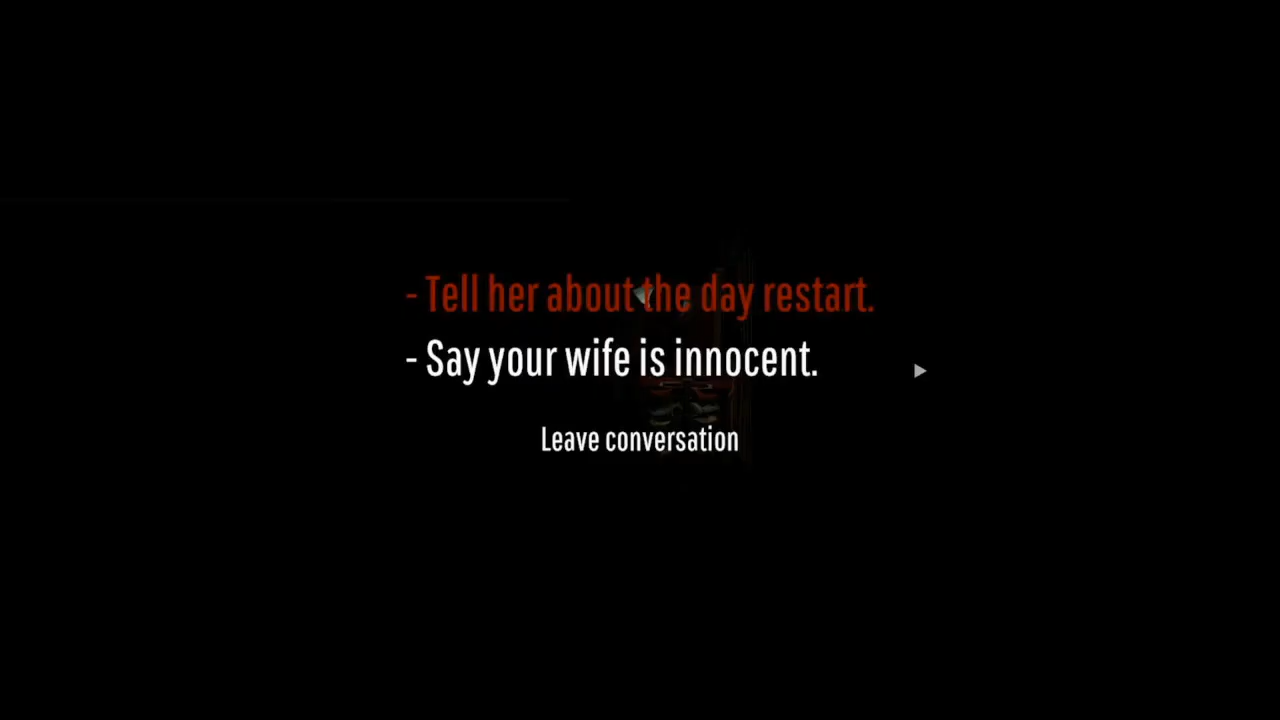 - Tell her about the day restart.
- Say your wife is innocent.
Leave conversation